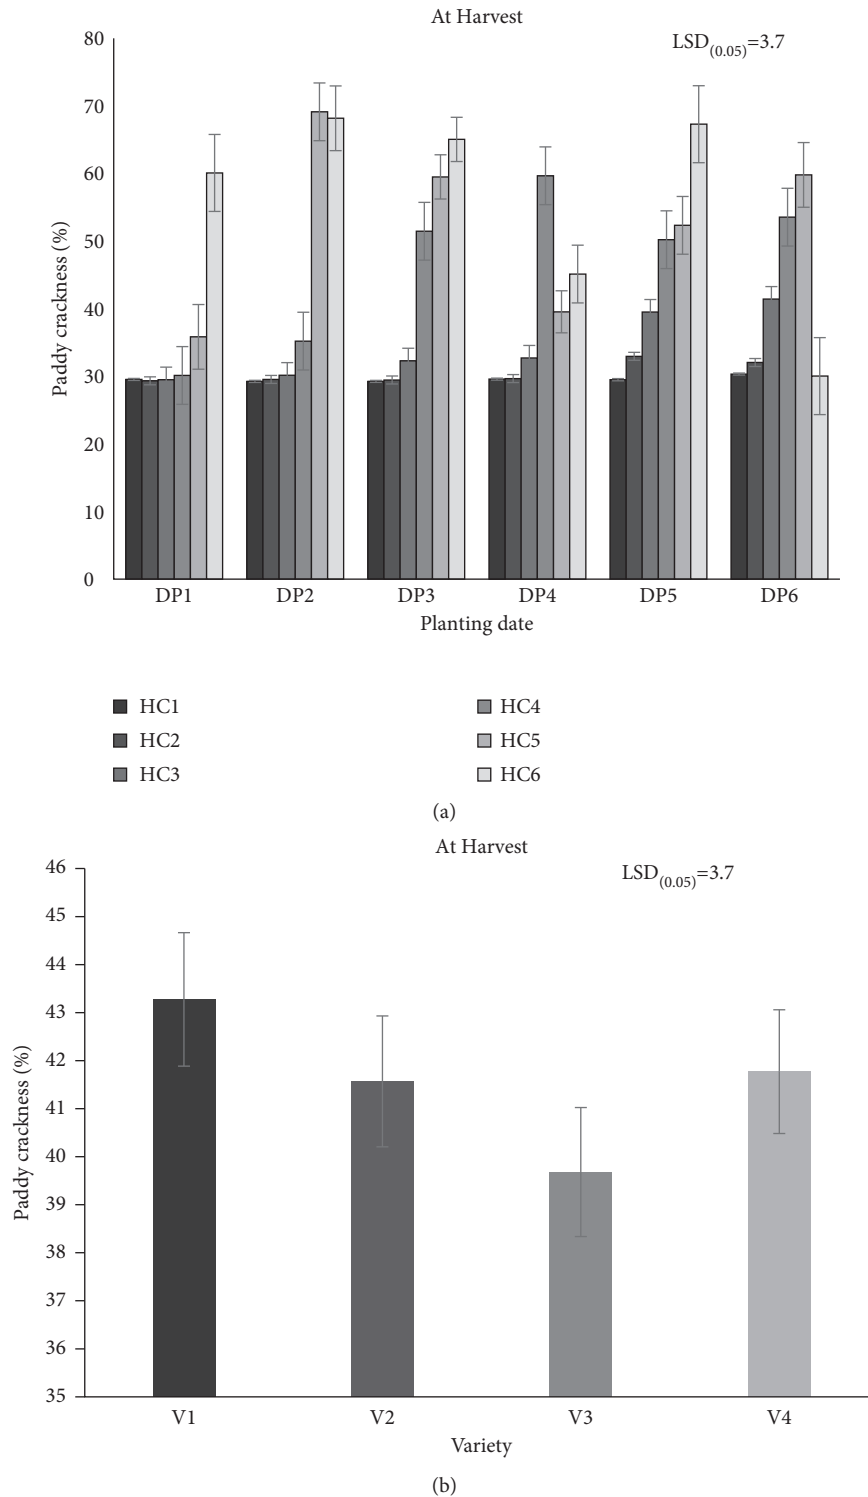 At Harvest
LSD(0.05)=3.7
80
70
60
50
40
30
20
10
0
Paddy crackness (%)
DP1 DP2 DP3 DP4 DP5 DP6
Planting date
HC1 HC4
HC2 HC5
HC3 HC6
(a)
At Harvest
LSD(0.05)=3.7
46
45
44
43
42
41
40
39
38
37
36
35
Paddy crackness (%)
V1 V2 V3 V4
Variety
(b)